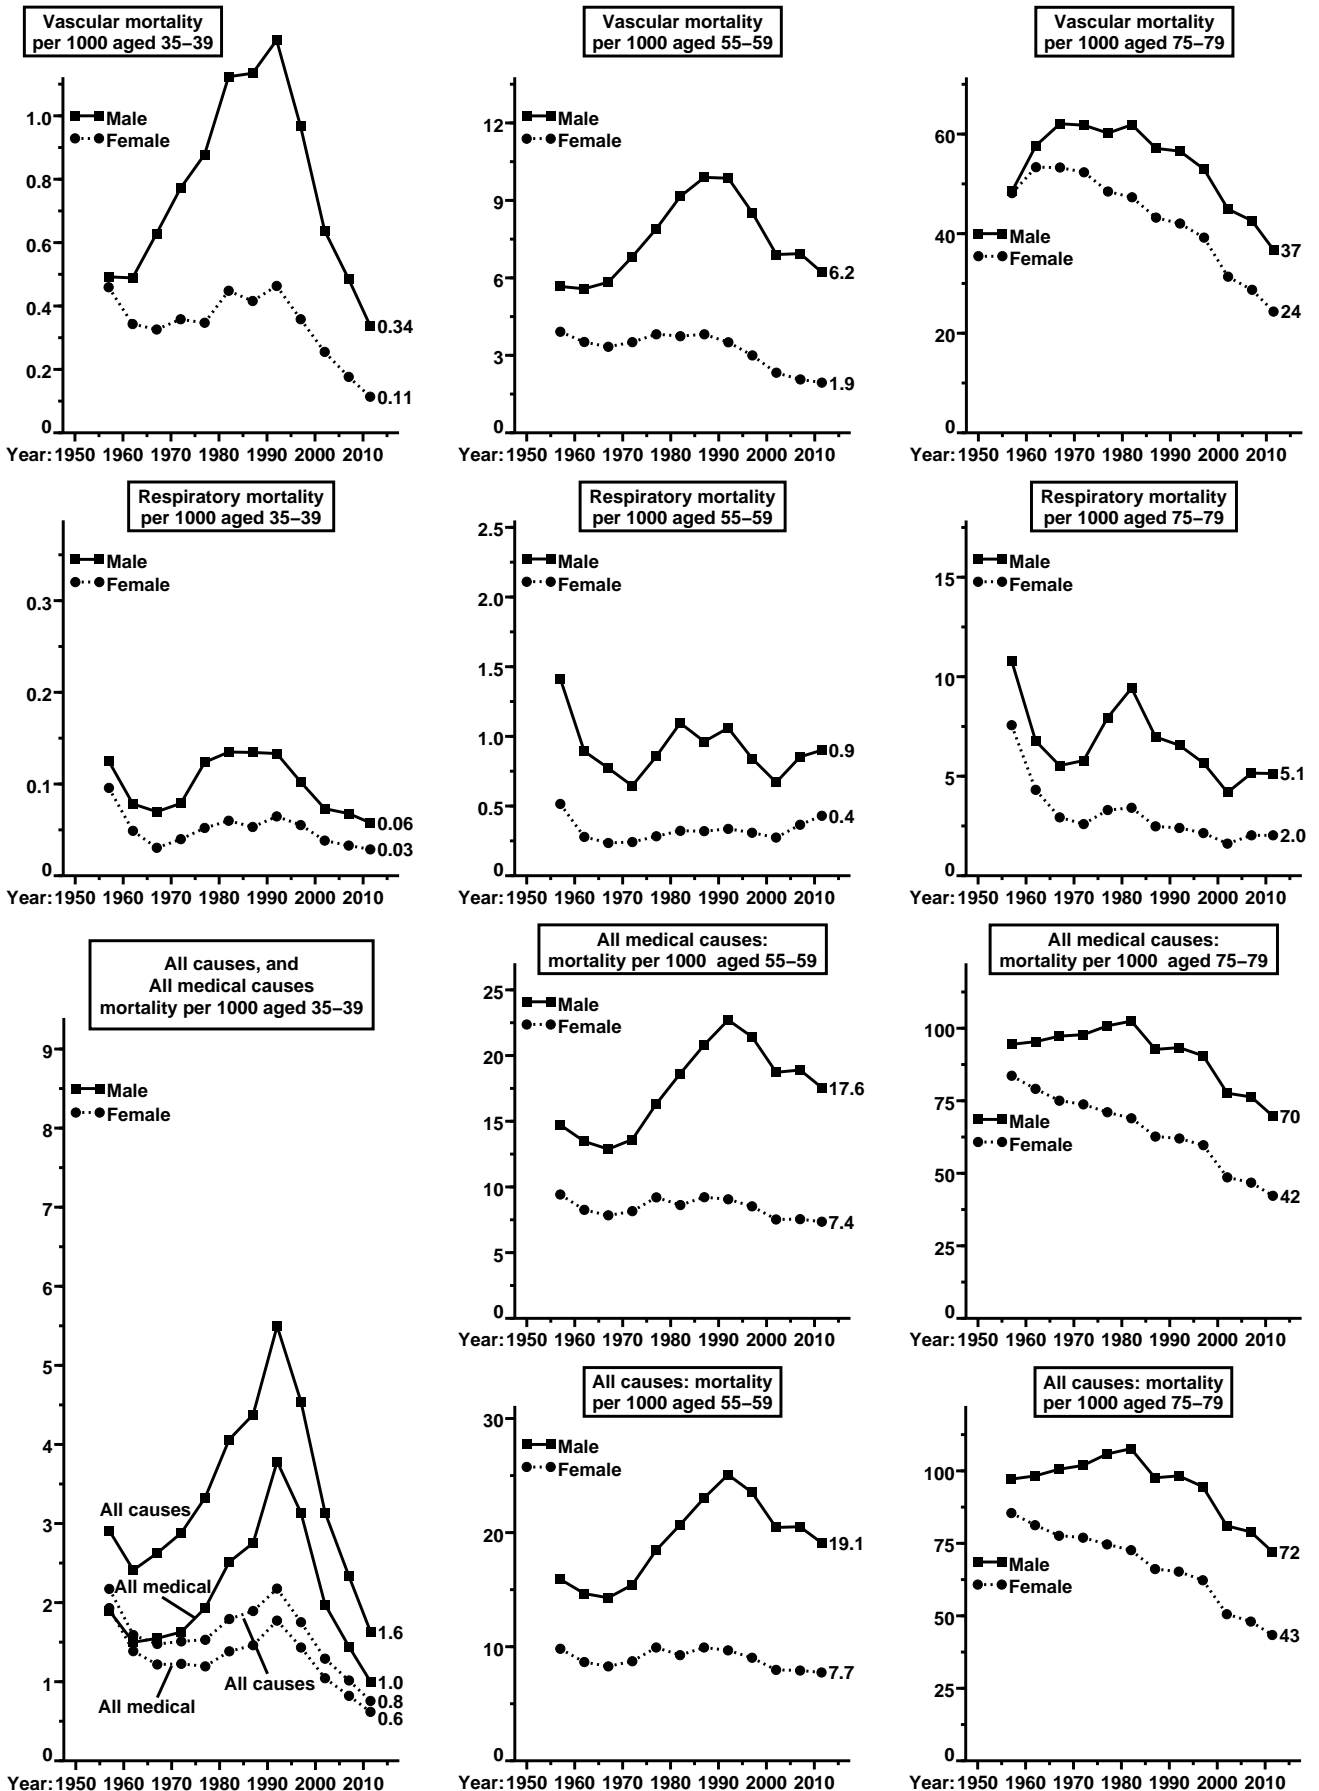 Vascular mortality
per 1000 aged 35–39
1.0
0.8
0.6
0.4
0.2
0
Male
Female
0.34
0.11
Year: 1950 1960 1970 1980 1990 2000 2010
Vascular mortality
per 1000 aged 55–59
12
9
6
3
0
Male
Female
6.2
1.9
Year: 1950 1960 1970 1980 1990 2000 2010
Vascular mortality
per 1000 aged 75–79
60
40
20
0
Male
Female
37
24
Year: 1950 1960 1970 1980 1990 2000 2010
Respiratory mortality
per 1000 aged 35–39
0.3
0.2
0.1
0
Male
Female
0.06
0.03
Year: 1950 1960 1970 1980 1990 2000 2010
Respiratory mortality
per 1000 aged 55–59
2.5
2.0
1.5
1.0
0.5
0
Male
Female
0.9
0.4
Year: 1950 1960 1970 1980 1990 2000 2010
Respiratory mortality
per 1000 aged 75–79
15
10
5
0
Male
Female
5.1
2.0
Year: 1950 1960 1970 1980 1990 2000 2010
All causes, and
All medical causes
mortality per 1000 aged 35–39
9
8
7
6
5
4
3
2
1
0
Male
Female
All causes
All medical
All causes
All medical
1.6
1.0
0.8
0.6
Year: 1950 1960 1970 1980 1990 2000 2010
All medical causes:
mortality per 1000 aged 55–59
25
20
15
10
5
0
Male
Female
17.6
7.4
Year: 1950 1960 1970 1980 1990 2000 2010
All medical causes:
mortality per 1000 aged 75–79
100
75
50
25
0
Male
Female
70
42
Year: 1950 1960 1970 1980 1990 2000 2010
All causes: mortality
per 1000 aged 55–59
30
20
10
0
Male
Female
19.1
7.7
Year: 1950 1960 1970 1980 1990 2000 2010
All causes: mortality
per 1000 aged 75–79
100
75
50
25
0
Male
Female
72
43
Year: 1950 1960 1970 1980 1990 2000 2010